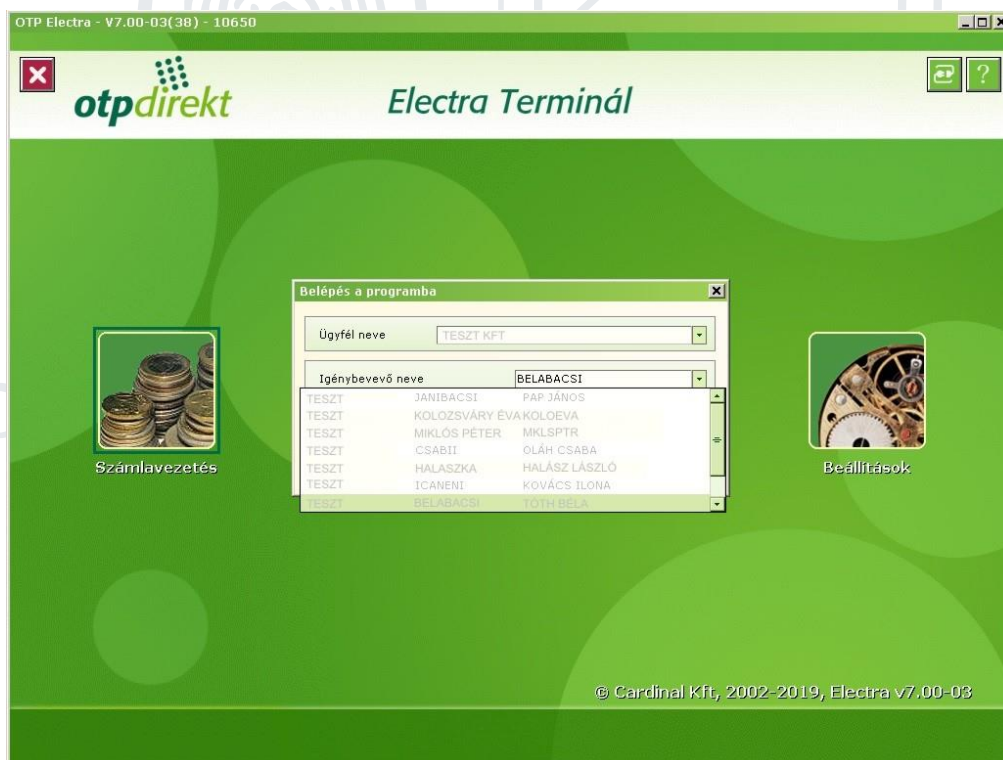 OTP Electra - V7.00-03(38) - 10650
otpdirekt
Electra Terminál
?
Belépés a programba
Ügyfél neve TESZT KFT
Igénybevevő neve BELABACSI
TESZT JANIBACSI PAP JÁNOS
TESZT KOLOZSVÁRY ÉVA KOLOEVA
TESZT MIKLÓS PÉTER MKLSPTR
TESZT CSABII OLÁH CSABA
TESZT HALASZKA HALÁSZ LÁSZLÓ
TESZT ICANENI KOVÁCS ILONA
TESZT BELABACSI TÓTH BÉLA
Számlavezetés
Beállítások
© Cardinal Kft, 2002-2019, Electra v7.00-03